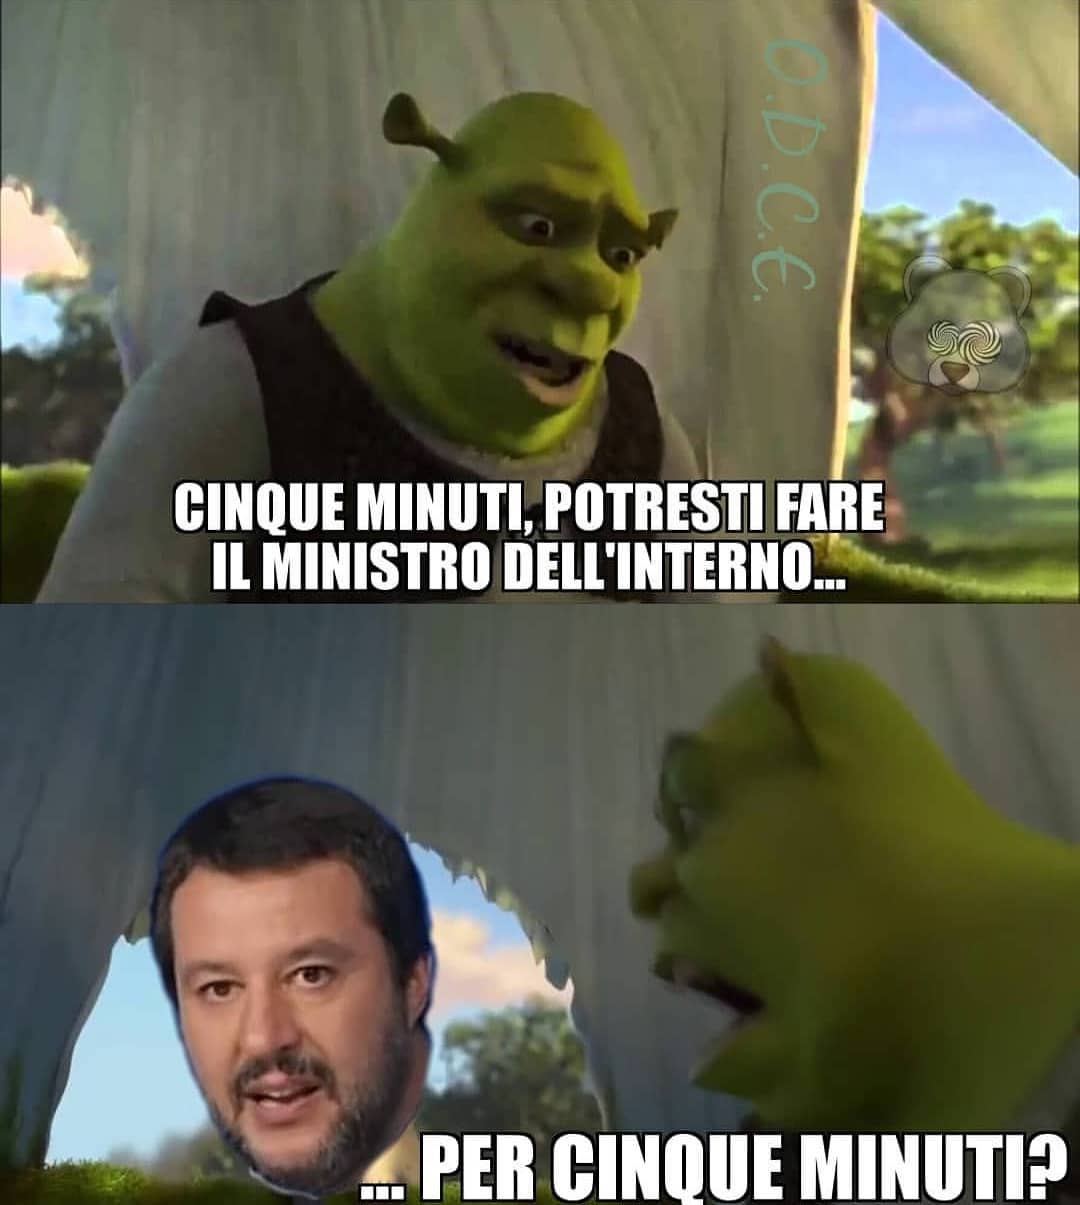 O.D.C.E.
CINQUE MINUTI, POTRESTI FARE
IL MINISTRO DELL'INTERNO...
... PER CINQUE MINUTI?